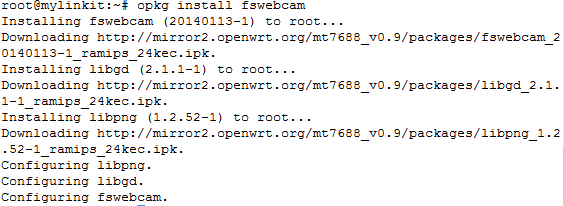 root@mylinkit:~# opkg install fswebcam
Installing fswebcam (20140113-1) to root...
Downloading http://mirror2.openwrt.org/mt7688_v0.9/packages/fswebcam_2
0140113-1_ramips_24kec.ipk.
Installing libgd (2.1.1-1) to root...
Downloading http://mirror2.openwrt.org/mt7688_v0.9/packages/libgd_2.1.
1-1_ramips_24kec.ipk.
Installing libpng (1.2.52-1) to root...
Downloading http://mirror2.openwrt.org/mt7688_v0.9/packages/libpng_1.2
.52-1_ramips_24kec.ipk.
Configuring libpng.
Configuring libgd.
Configuring fswebcam.